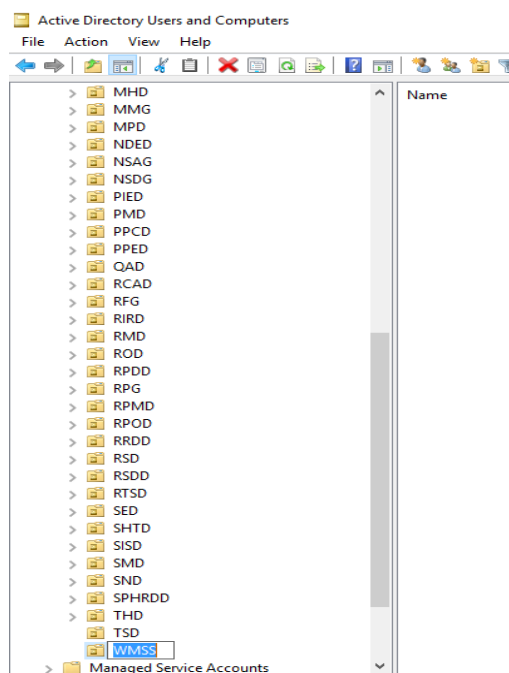 Active Directory Users and Computers
File Action View Help
Name
MHD
MMG
MPD
NDED
NSAG
NSDG
PIED
PMD
PPCD
PPED
QAD
RCAD
RFG
RIRD
RMD
ROD
RPDD
RPG
RPMD
RPOD
RRDD
RSD
RSDD
RTSD
SED
SHTD
SISD
SMD
SND
SPHRDD
THD
TSD
WMSS
Managed Service Accounts